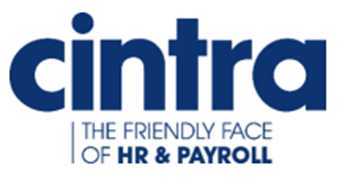 cintra
THE FRIENDLY FACE
OF HR & PAYROLL